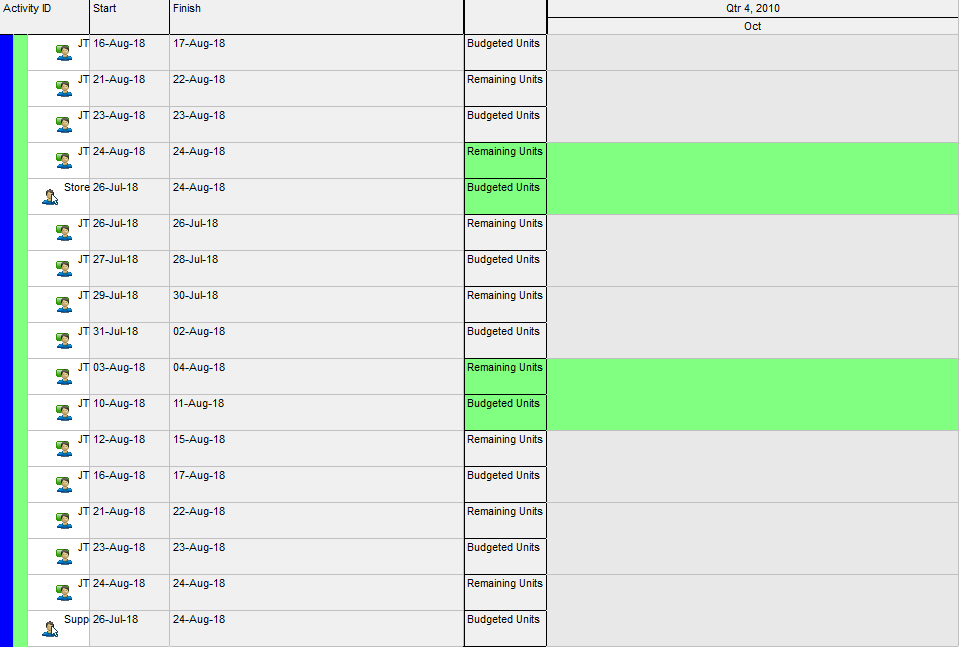 Activity ID Start Finish Qtr 4, 2010
Oct
JT 16-Aug-18 17-Aug-18 Budgeted Units
JT 21-Aug-18 22-Aug-18 Remaining Units
JT 23-Aug-18 23-Aug-18 Budgeted Units
JT 24-Aug-18 24-Aug-18 Remaining Units
Store 26-Jul-18 24-Aug-18 Budgeted Units
JT 26-Jul-18 26-Jul-18 Remaining Units
JT 27-Jul-18 28-Jul-18 Budgeted Units
JT 29-Jul-18 30-Jul-18 Remaining Units
JT 31-Jul-18 02-Aug-18 Budgeted Units
JT 03-Aug-18 04-Aug-18 Remaining Units
JT 10-Aug-18 11-Aug-18 Budgeted Units
JT 12-Aug-18 15-Aug-18 Remaining Units
JT 16-Aug-18 17-Aug-18 Budgeted Units
JT 21-Aug-18 22-Aug-18 Remaining Units
JT 23-Aug-18 23-Aug-18 Budgeted Units
JT 24-Aug-18 24-Aug-18 Remaining Units
Supp 26-Jul-18 24-Aug-18 Budgeted Units